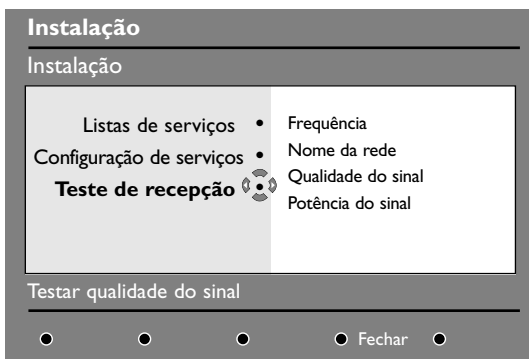 Instalação
Instalação
Listas de serviços •
Configuração de serviços •
Teste de recepção •
Frequência
Nome da rede
Qualidade do sinal
Potência do sinal
Testar qualidade do sinal
Fechar